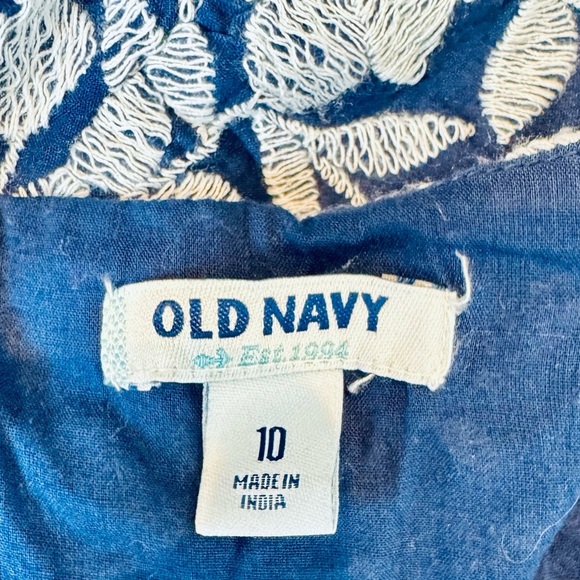 OLD NAVY
Est.1994
10
MADE IN
INDIA